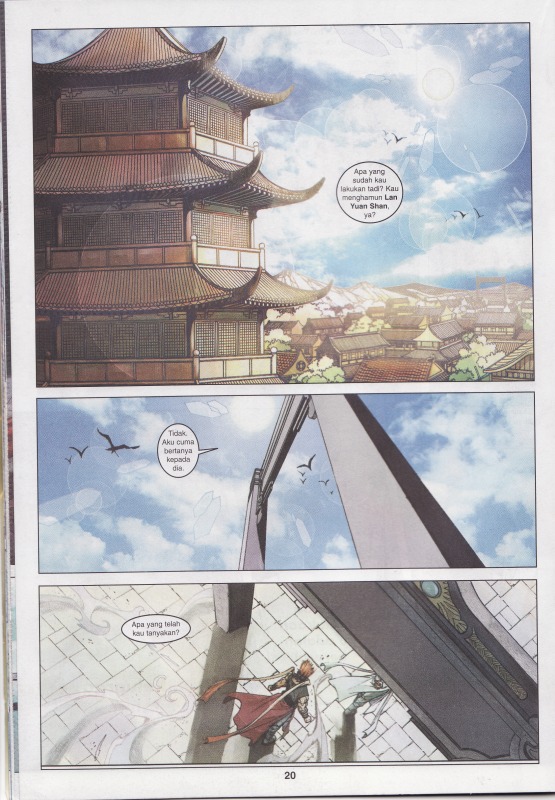 Apa yang
sudah kau
lakukan tadi? Kau
menghamun Lan
Yuan Shan,
ya?
Tidak,
Aku cuma
bertanya
kepada
dia.
Apa yang telah
kau tanyakan?
20